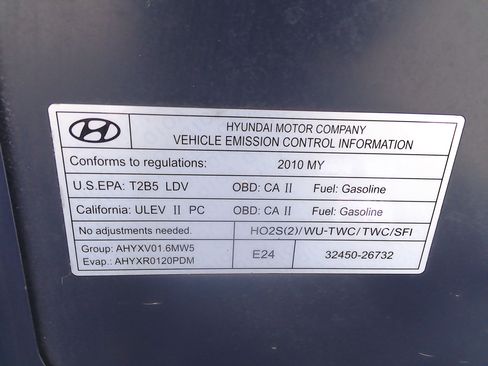 HYUNDAI MOTOR COMPANY
VEHICLE EMISSION CONTROL INFORMATION
Conforms to regulations: 2010 MY
U.S.EPA: T2B5 LDV OBD: CA II Fuel: Gasoline
California: ULEV II PC OBD: CA II Fuel: Gasoline
No adjustments needed. HO2S(2)/WU-TWC/TWC/SFI
Group: AHYXV01.6MW5
Evap.: AHYXR0120PDM
E24 32450-26732